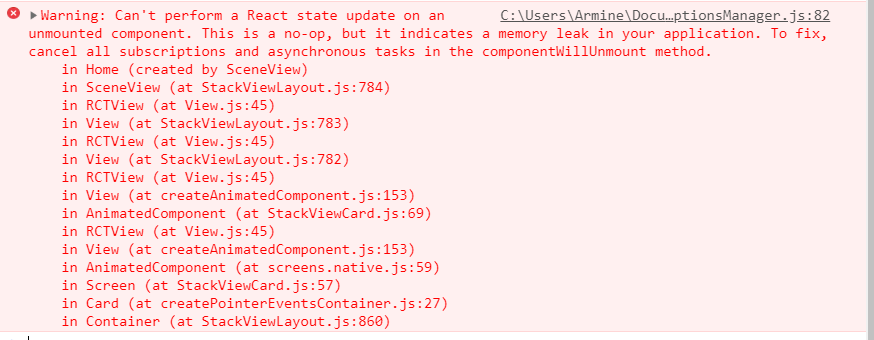 ▶Warning: Can't perform a React state update on an C:\Users\Armine\Docu…ptionsManager.js:82
unmounted component. This is a no-op, but it indicates a memory leak in your application. To fix,
cancel all subscriptions and asynchronous tasks in the componentWillUnmount method.
in Home (created by SceneView)
in SceneView (at StackViewLayout.js:784)
in RCTView (at View.js:45)
in View (at StackViewLayout.js:783)
in RCTView (at View.js:45)
in View (at StackViewLayout.js:782)
in RCTView (at View.js:45)
in View (at createAnimatedComponent.js:153)
in AnimatedComponent (at StackViewCard.js:69)
in RCTView (at View.js:45)
in View (at createAnimatedComponent.js:153)
in AnimatedComponent (at screens.native.js:59)
in Screen (at StackViewCard.js:57)
in Card (at createPointerEventsContainer.js:27)
in Container (at StackViewLayout.js:860)